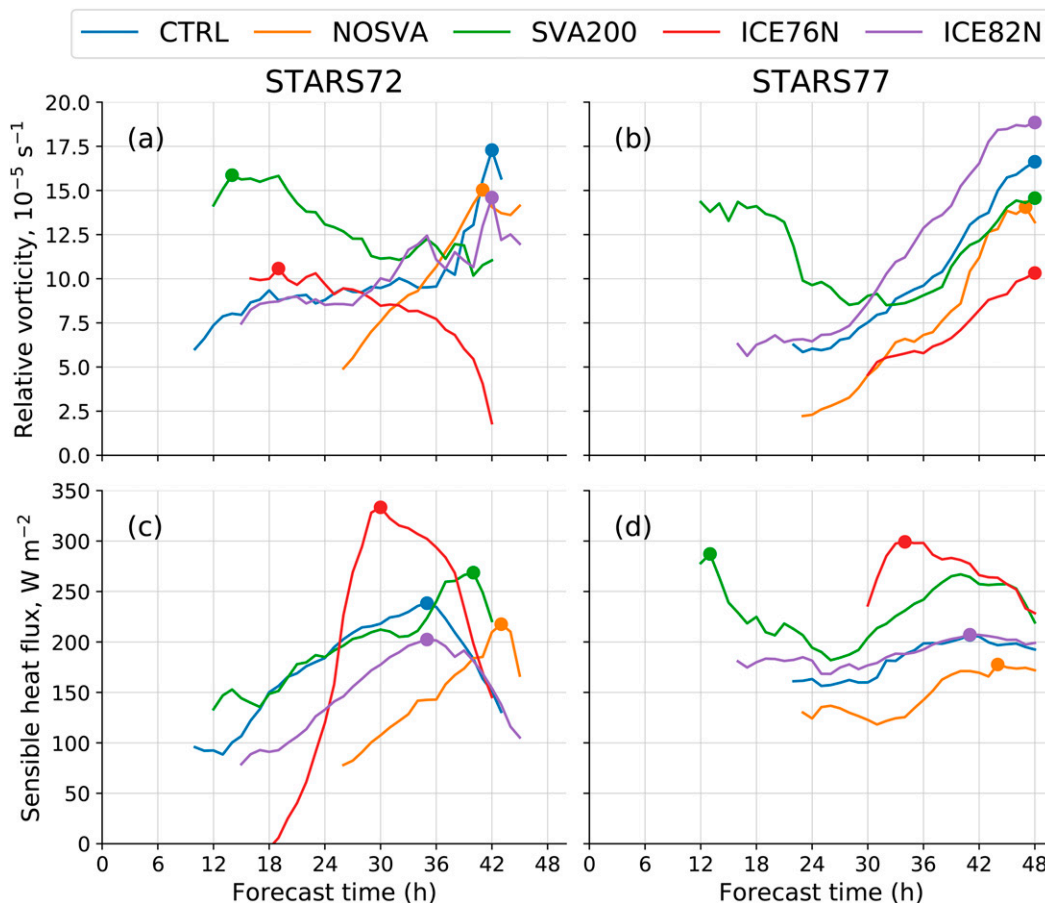 CTRL NOSVA SVA200 ICE76N ICE82N
STARS72 STARS77
Relative vorticity, 10⁻⁵ s⁻¹
20.0
17.5
15.0
12.5
10.0
7.5
5.0
2.5
0.0
(a) (b)
Sensible heat flux, W m⁻²
350
300
250
200
150
100
50
0
(c) (d)
0 6 12 18 24 30 36 42 48 0 6 12 18 24 30 36 42 48
Forecast time (h) Forecast time (h)